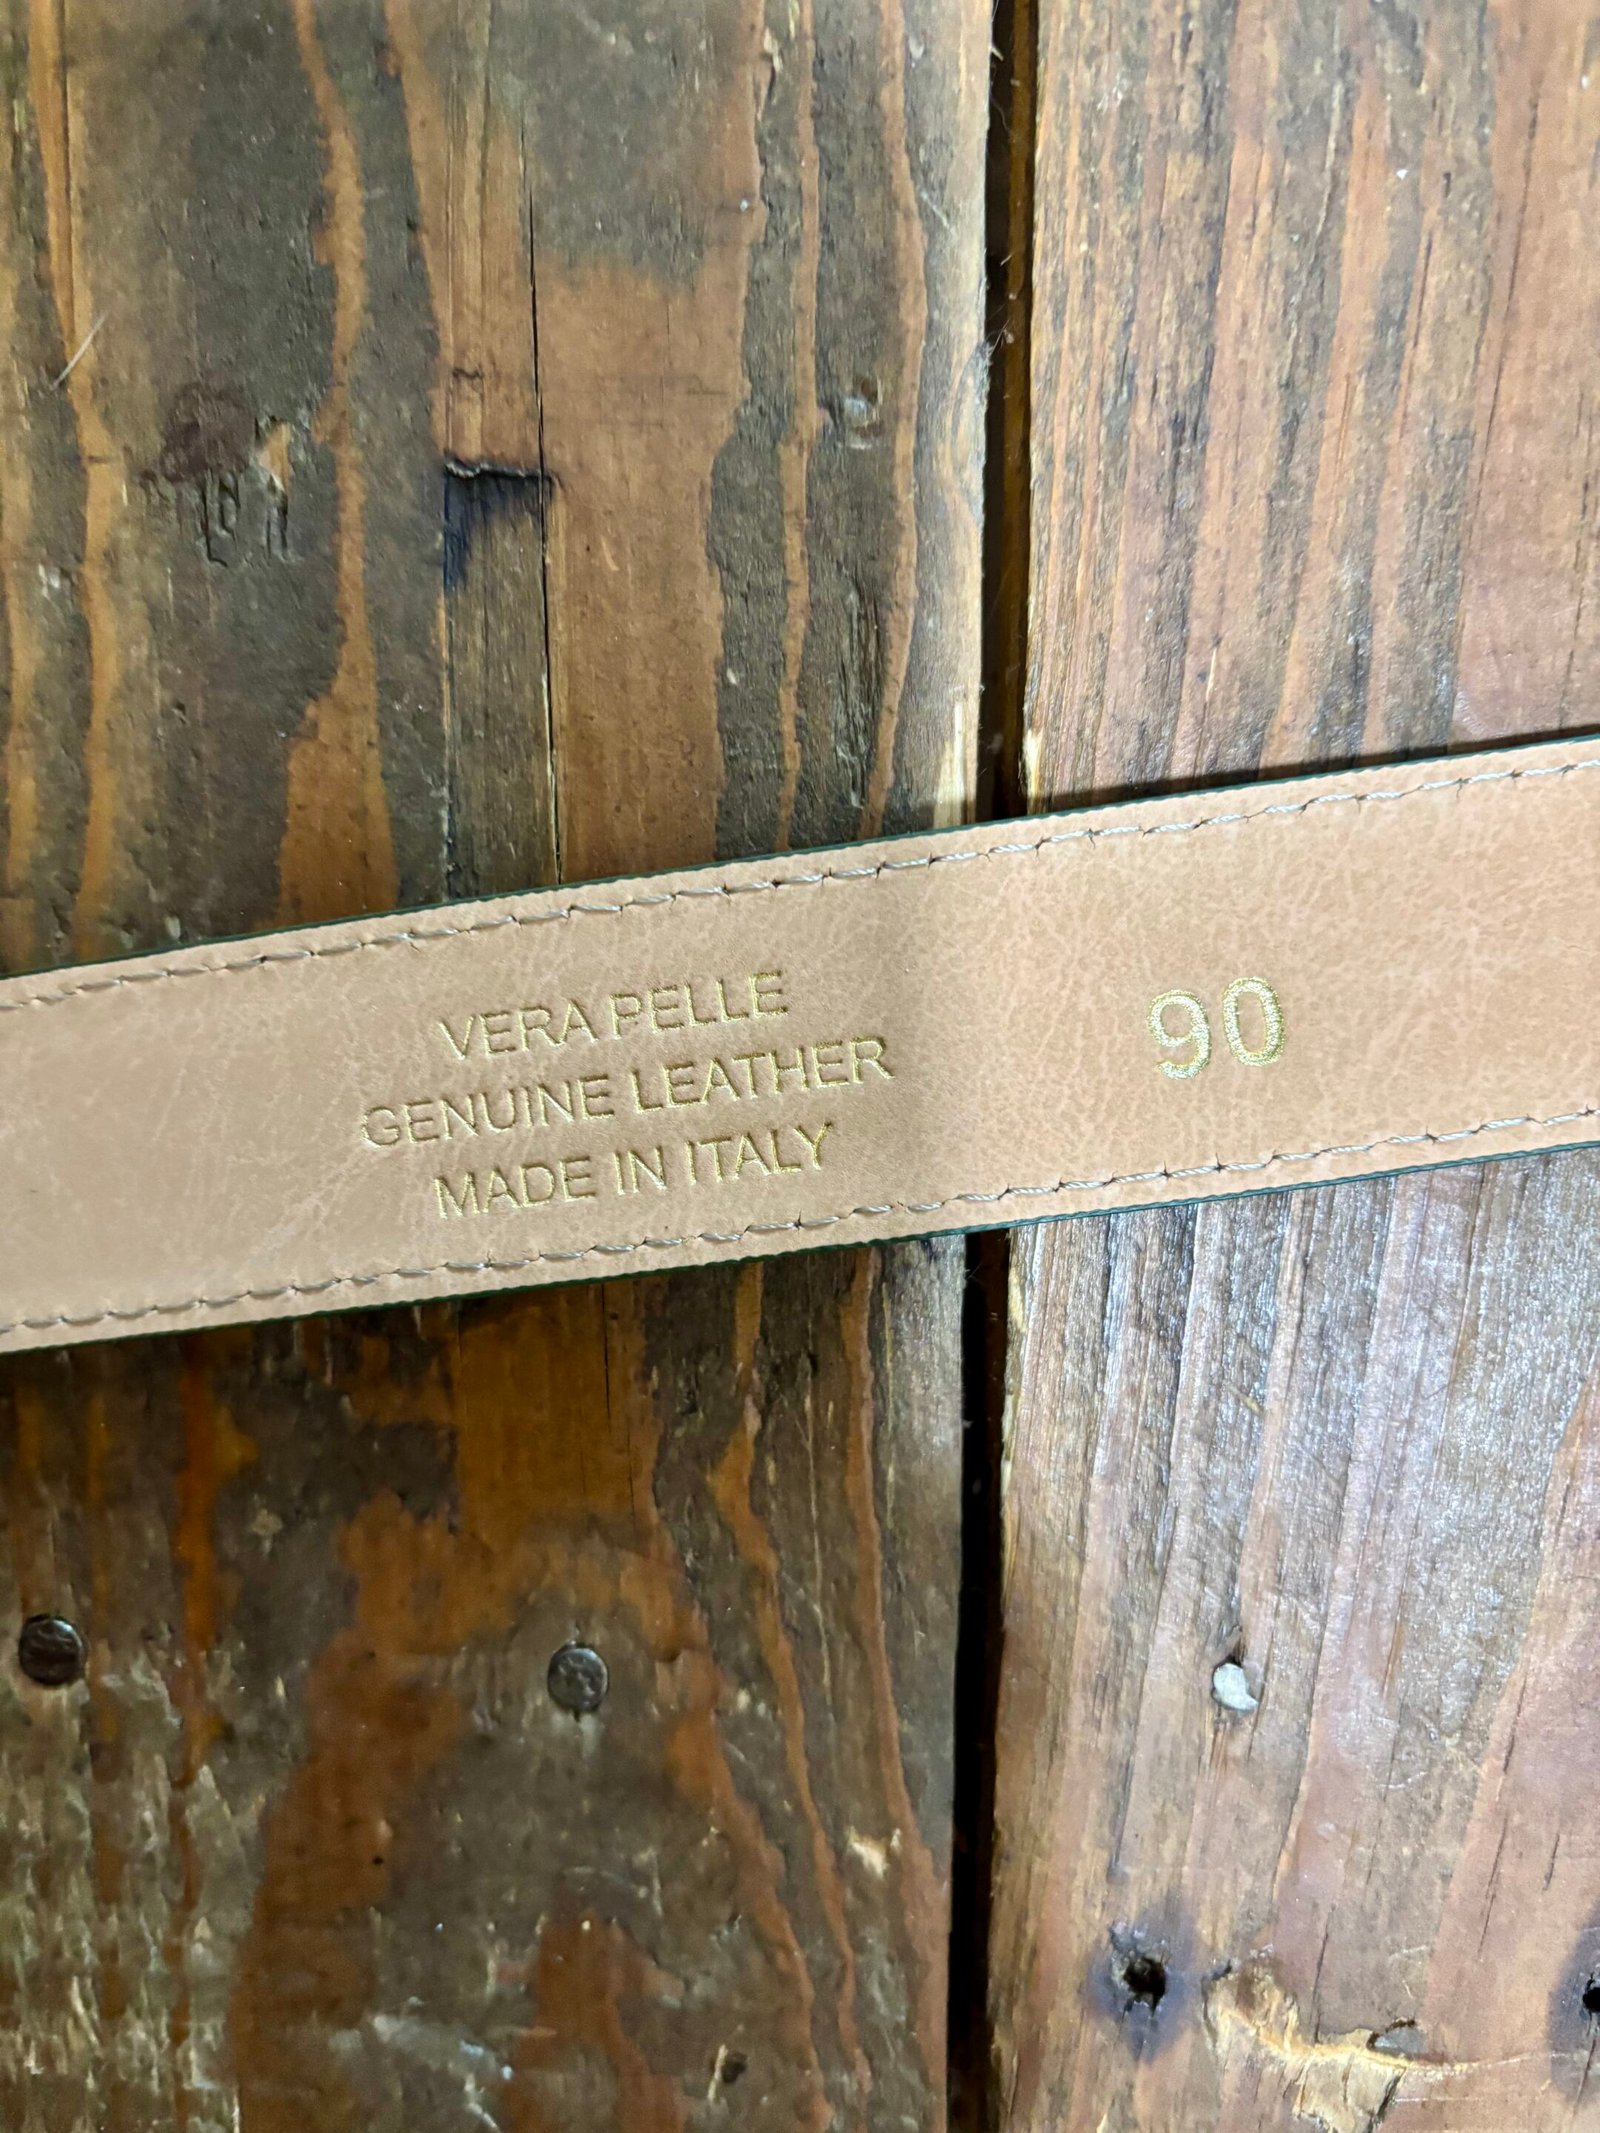 VERA PELLE
GENUINE LEATHER
MADE IN ITALY
90